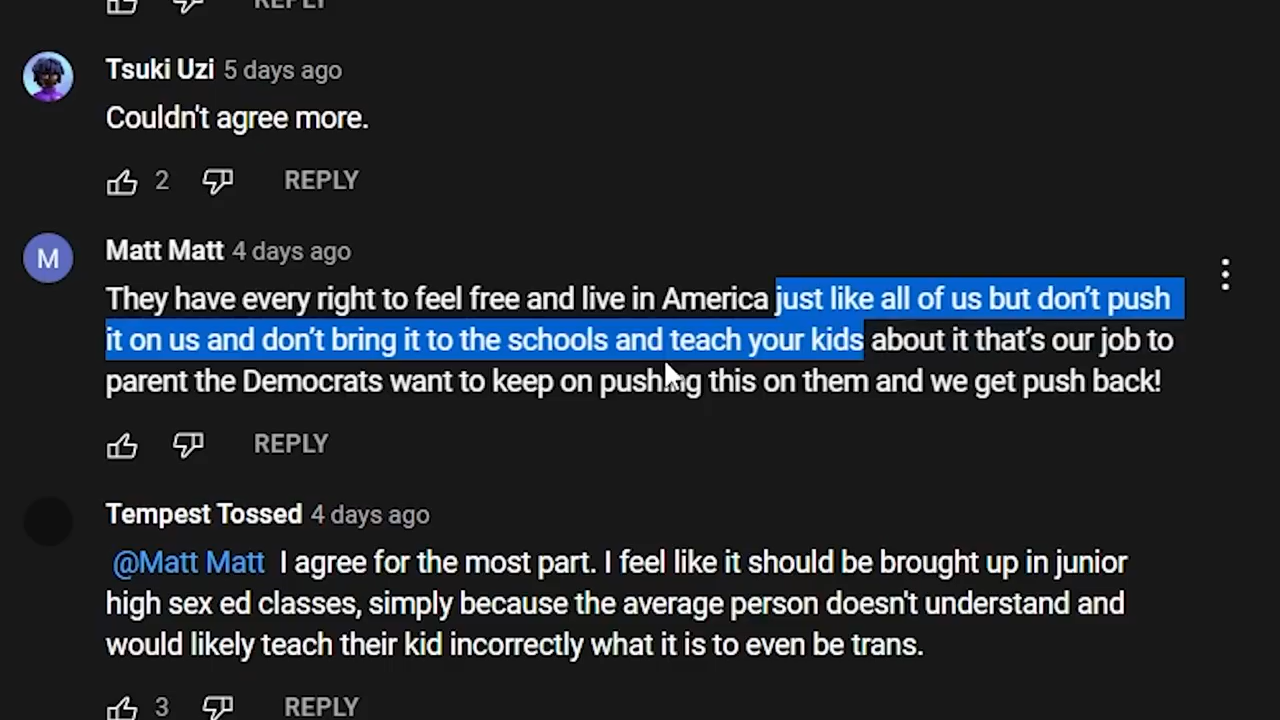 REPLY
Tsuki Uzi 5 days ago
Couldn't agree more.
2 REPLY
M
Matt Matt 4 days ago
They have every right to feel free and live in America just like all of us but don’t push
it on us and don’t bring it to the schools and teach your kids about it that’s our job to
parent the Democrats want to keep on pushing this on them and we get push back!
REPLY
Tempest Tossed 4 days ago
@Matt Matt I agree for the most part. I feel like it should be brought up in junior
high sex ed classes, simply because the average person doesn't understand and
would likely teach their kid incorrectly what it is to even be trans.
3 REPLY